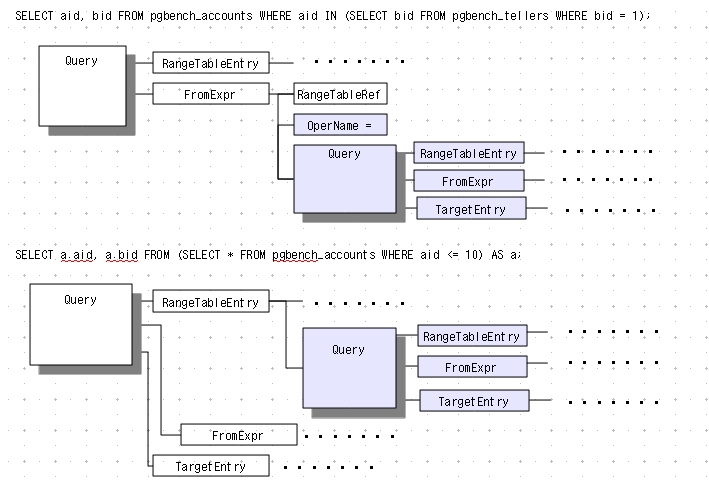 SELECT aid, bid FROM pgbench_accounts WHERE aid IN (SELECT bid FROM pgbench_tellers WHERE bid = 1);
Query
RangeTableEntry
FromExpr
RangeTableRef
OperName =
Query
RangeTableEntry
FromExpr
TargetEntry
SELECT a.aid, a.bid FROM (SELECT * FROM pgbench_accounts WHERE aid <= 10) AS a;
Query
RangeTableEntry
Query
RangeTableEntry
FromExpr
TargetEntry
FromExpr
TargetEntry